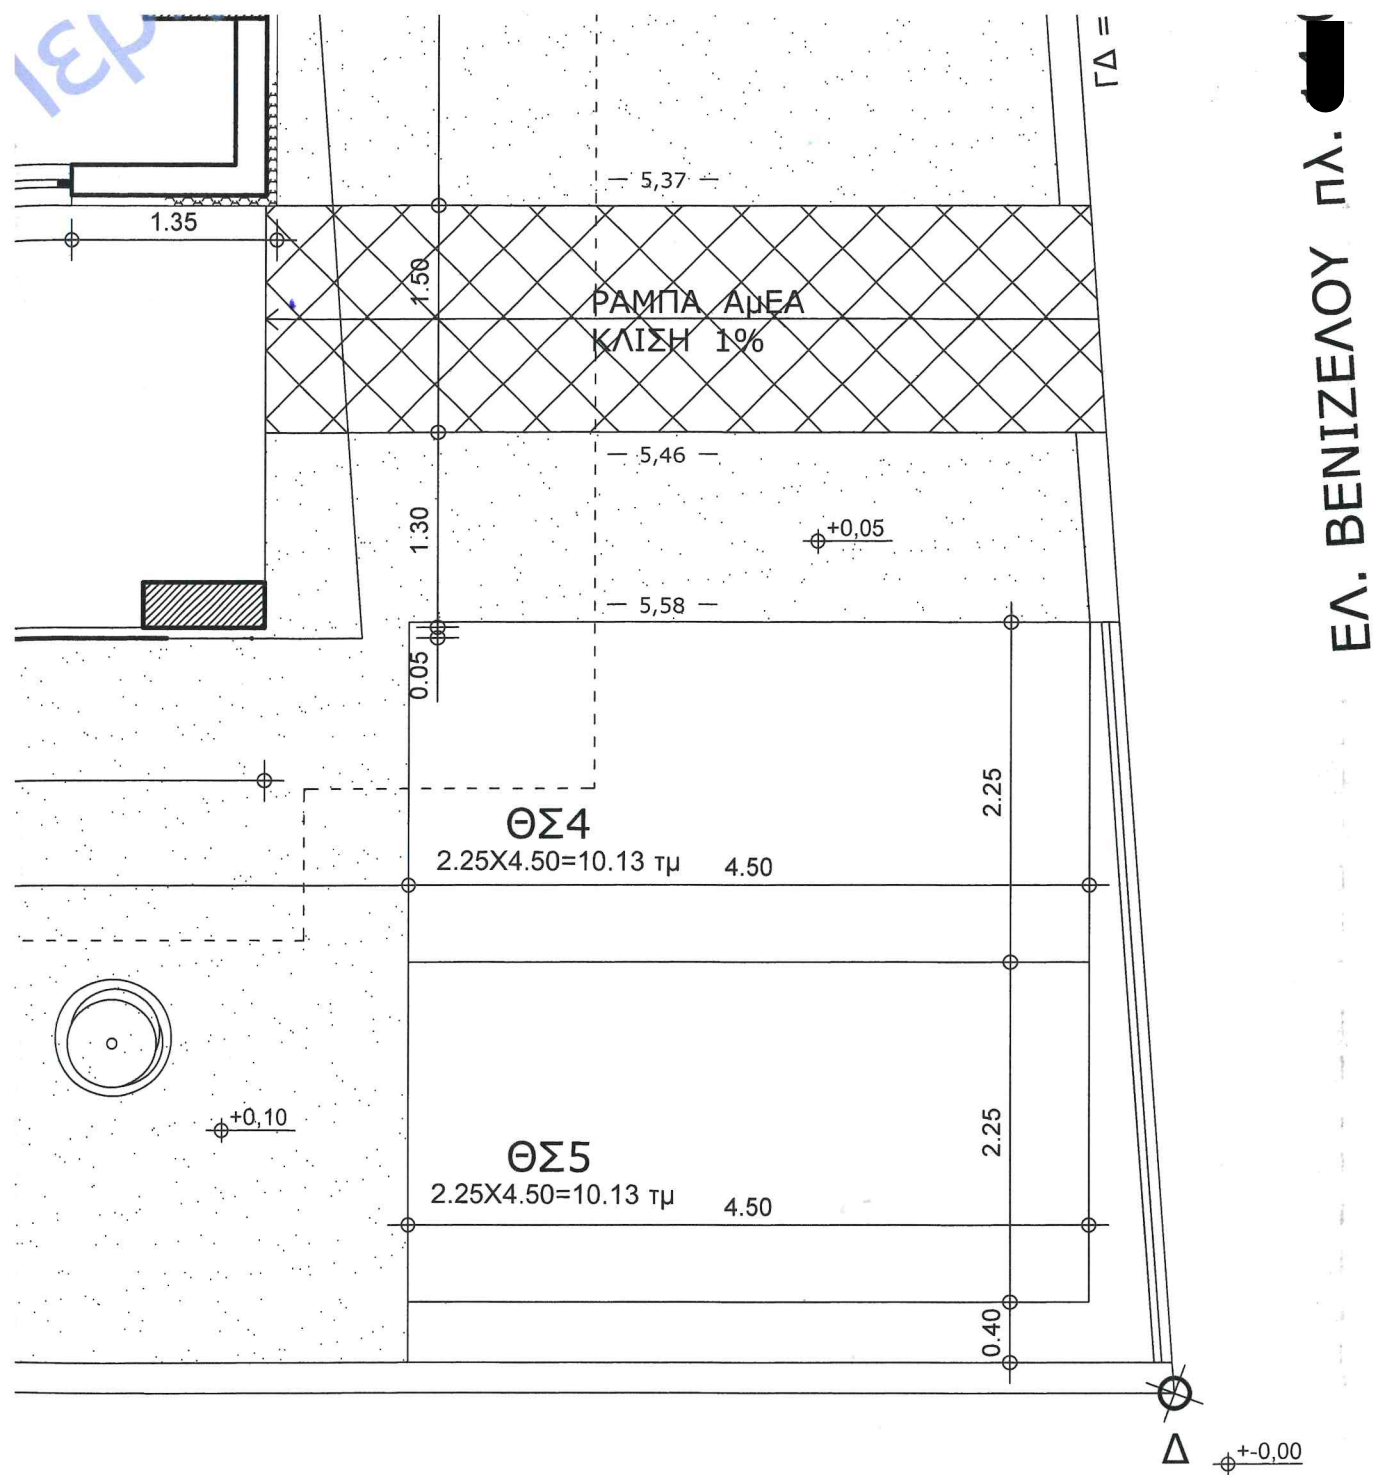 ιερ
ΓΔ =
ΕΛ. ΒΕΝΙΖΕΛΟΥ πλ.
5,37
1.35
1.50
ΡΑΜΠΑ ΑμΕΑ
ΚΛΙΣΗ 1%
5,46
1.30
+0,05
5,58
0.05
2.25
ΘΣ4
2.25X4.50=10.13 τμ 4.50
+0,10
2.25
ΘΣ5
2.25X4.50=10.13 τμ 4.50
0.40
Δ
+-0,00